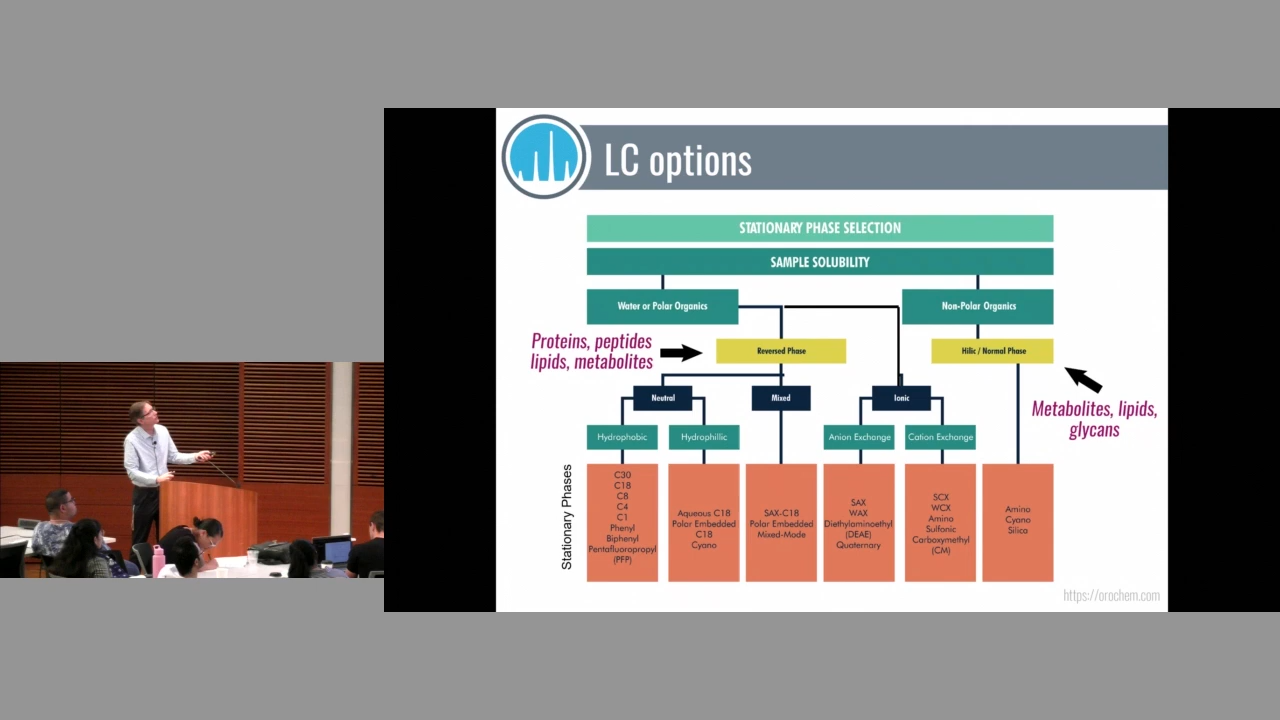 LC options
STATIONARY PHASE SELECTION
SAMPLE SOLUBILITY
Water or Polar Organics
Non-Polar Organics
Proteins, peptides
lipids, metabolites
Reversed Phase
Hilic / Normal Phase
Metabolites, lipids,
glycans
Neutral
Mixed
Ionic
Hydrophobic
Hydrophillic
Anion Exchange
Cation Exchange
Stationary Phases
C30
C18
C8
C4
C1
Phenyl
Biphenyl
Pentafluoropropyl
(PFP)
Aqueous C18
Polar Embedded
C18
Cyano
SAX-C18
Polar Embedded
Mixed-Mode
SAX
WAX
Diethylaminoethyl
(DEAE)
Quaternary
SCX
WCX
Amino
Sulfonic
Carboxymethyl
(CM)
Amino
Cyano
Silica
https://orochem.com